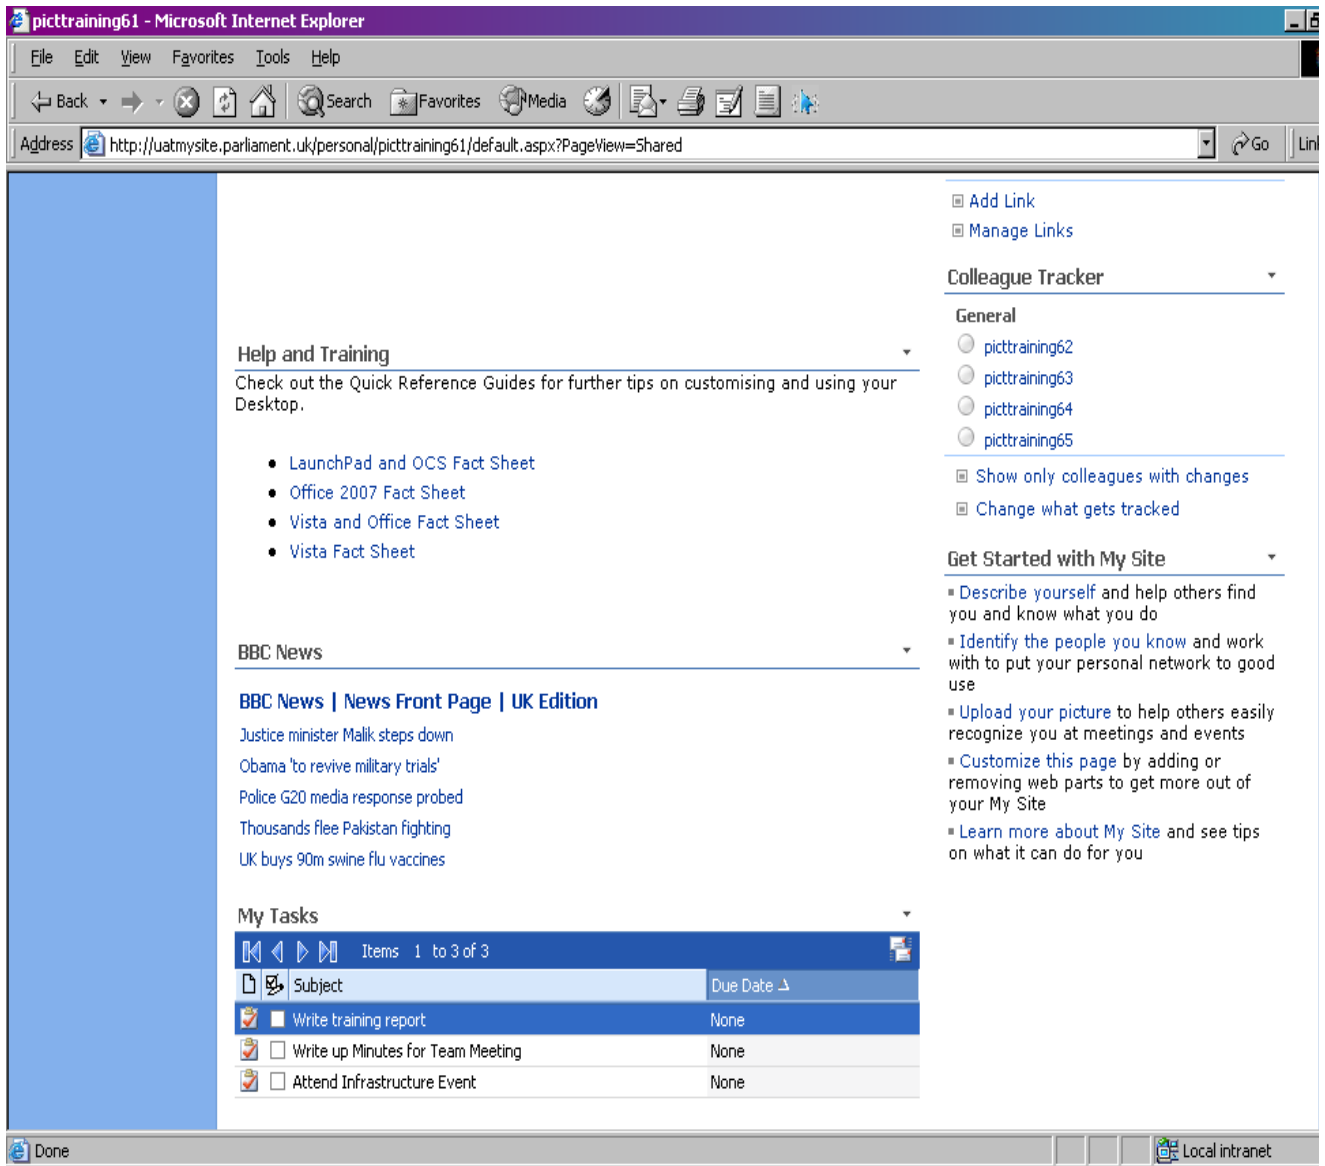 picttraining61 - Microsoft Internet Explorer
File Edit View Favorites Tools Help
Back Search Favorites Media
Address http://uatmysite.parliament.uk/personal/picttraining61/default.aspx?PageView=Shared Go
Help and Training
Check out the Quick Reference Guides for further tips on customising and using your
Desktop.
LaunchPad and OCS Fact Sheet
Office 2007 Fact Sheet
Vista and Office Fact Sheet
Vista Fact Sheet
BBC News
BBC News | News Front Page | UK Edition
Justice minister Malik steps down
Obama 'to revive military trials'
Police G20 media response probed
Thousands flee Pakistan fighting
UK buys 90m swine flu vaccines
My Tasks
Items 1 to 3 of 3
Subject Due Date
Write training report None
Write up Minutes for Team Meeting None
Attend Infrastructure Event None
Add Link
Manage Links
Colleague Tracker
General
picttraining62
picttraining63
picttraining64
picttraining65
Show only colleagues with changes
Change what gets tracked
Get Started with My Site
Describe yourself and help others find
you and know what you do
Identify the people you know and work
with to put your personal network to good
use
Upload your picture to help others easily
recognize you at meetings and events
Customize this page by adding or
removing web parts to get more out of
your My Site
Learn more about My Site and see tips
on what it can do for you
Done Local intranet